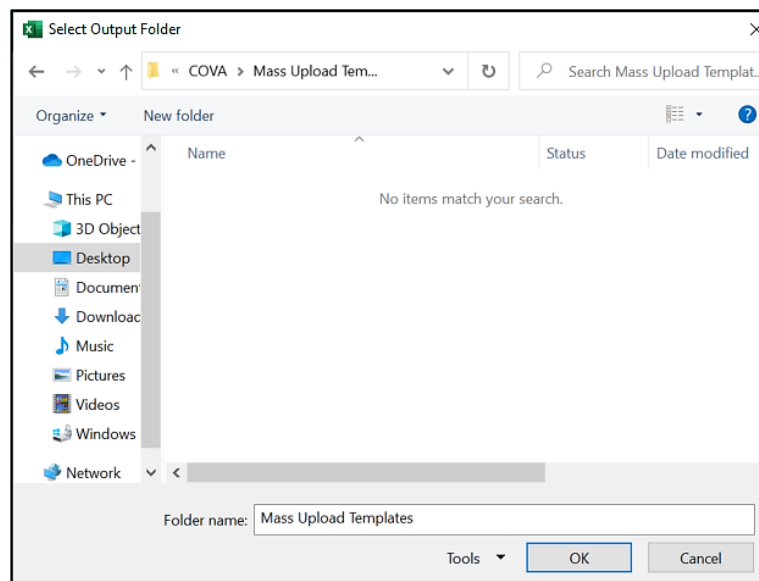 Select Output Folder
« COVA > Mass Upload Tem...
Search Mass Upload Templat..
Organize
New folder
?
Name
Status
Date modified
No items match your search.
OneDrive -
This PC
3D Object
Desktop
Documen
Downloac
Music
Pictures
Videos
Windows
Network
Folder name: Mass Upload Templates
Tools
OK
Cancel